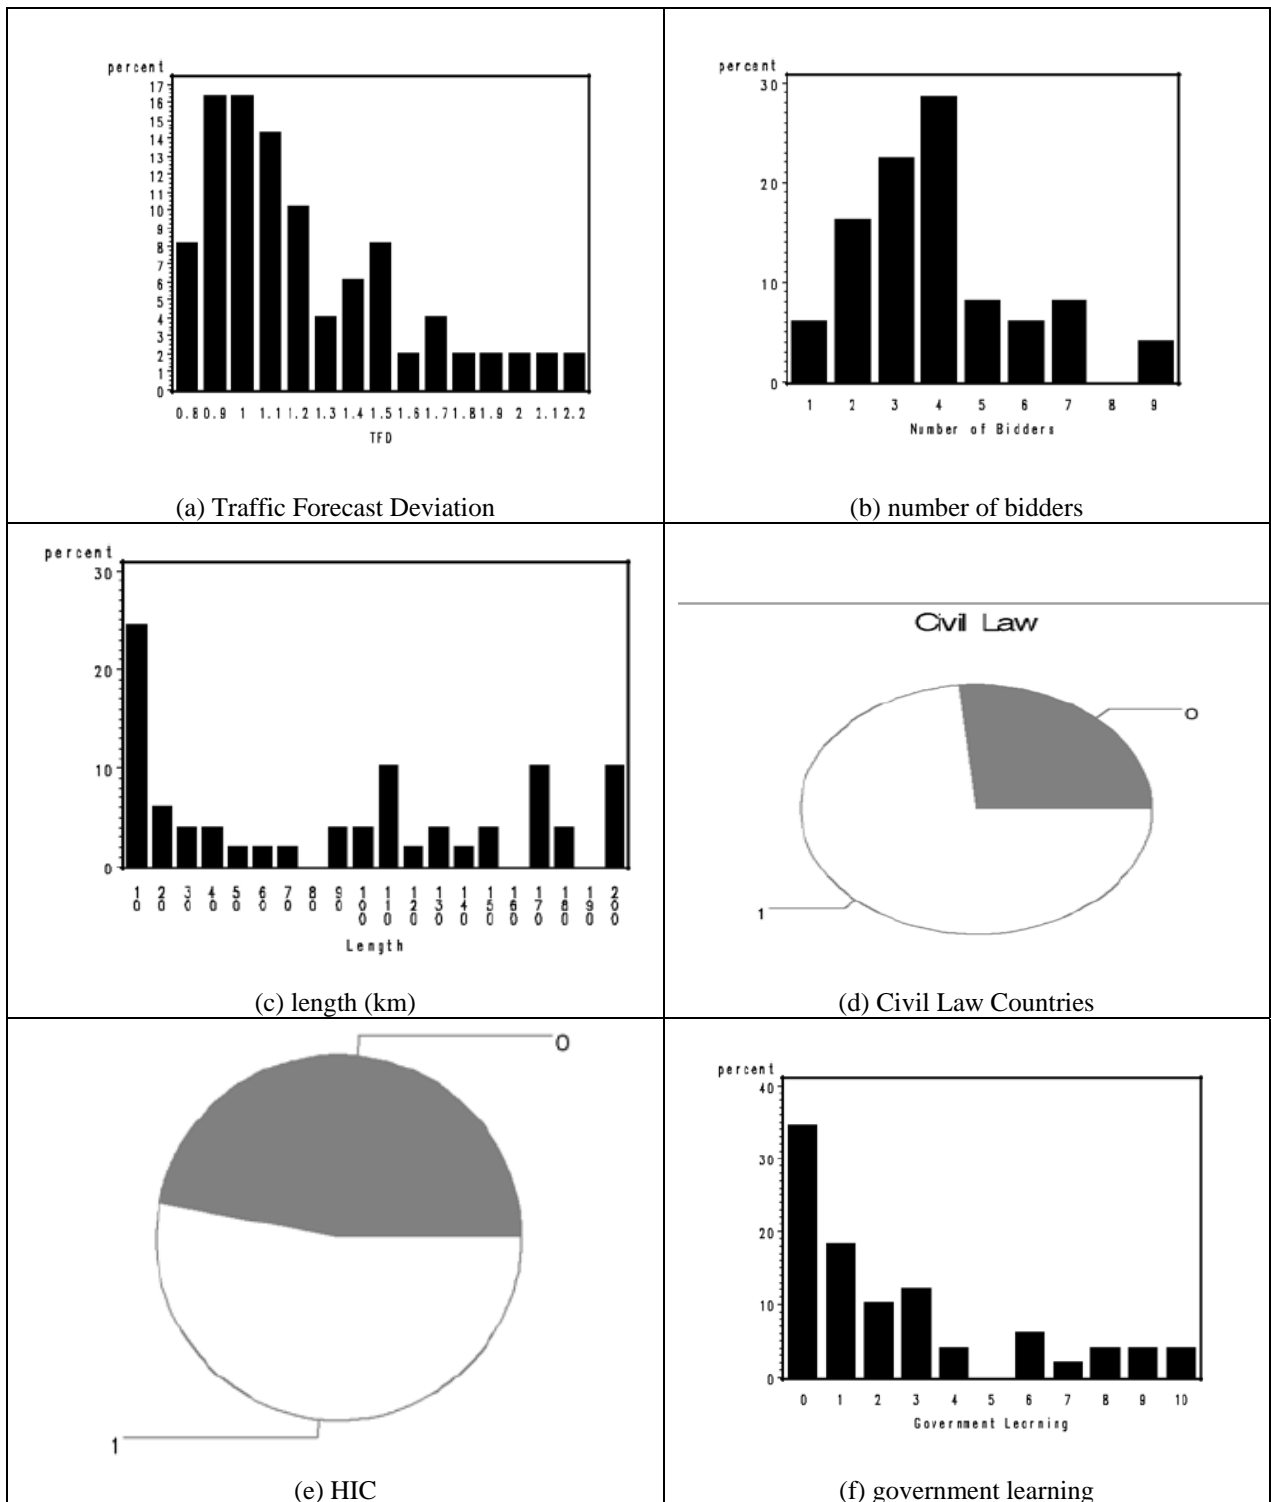 percent
17
16
15
14
13
12
11
10
9
8
7
6
5
4
3
2
1
0
0.8 0.9 1 1.1 1.2 1.3 1.4 1.5 1.6 1.7 1.8 1.9 2 2.1 2.2
TFD
(a) Traffic Forecast Deviation
percent
30
20
10
0
1 2 3 4 5 6 7 8 9
Number of Bidders
(b) number of bidders
percent
30
20
10
0
10 20 30 40 50 60 70 80 90 100 110 120 130 140 150 160 170 180 190 200
Length
(c) length (km)
Civil Law
0
1
(d) Civil Law Countries
0
1
(e) HIC
percent
40
30
20
10
0
0 1 2 3 4 5 6 7 8 9 10
Government Learning
(f) government learning